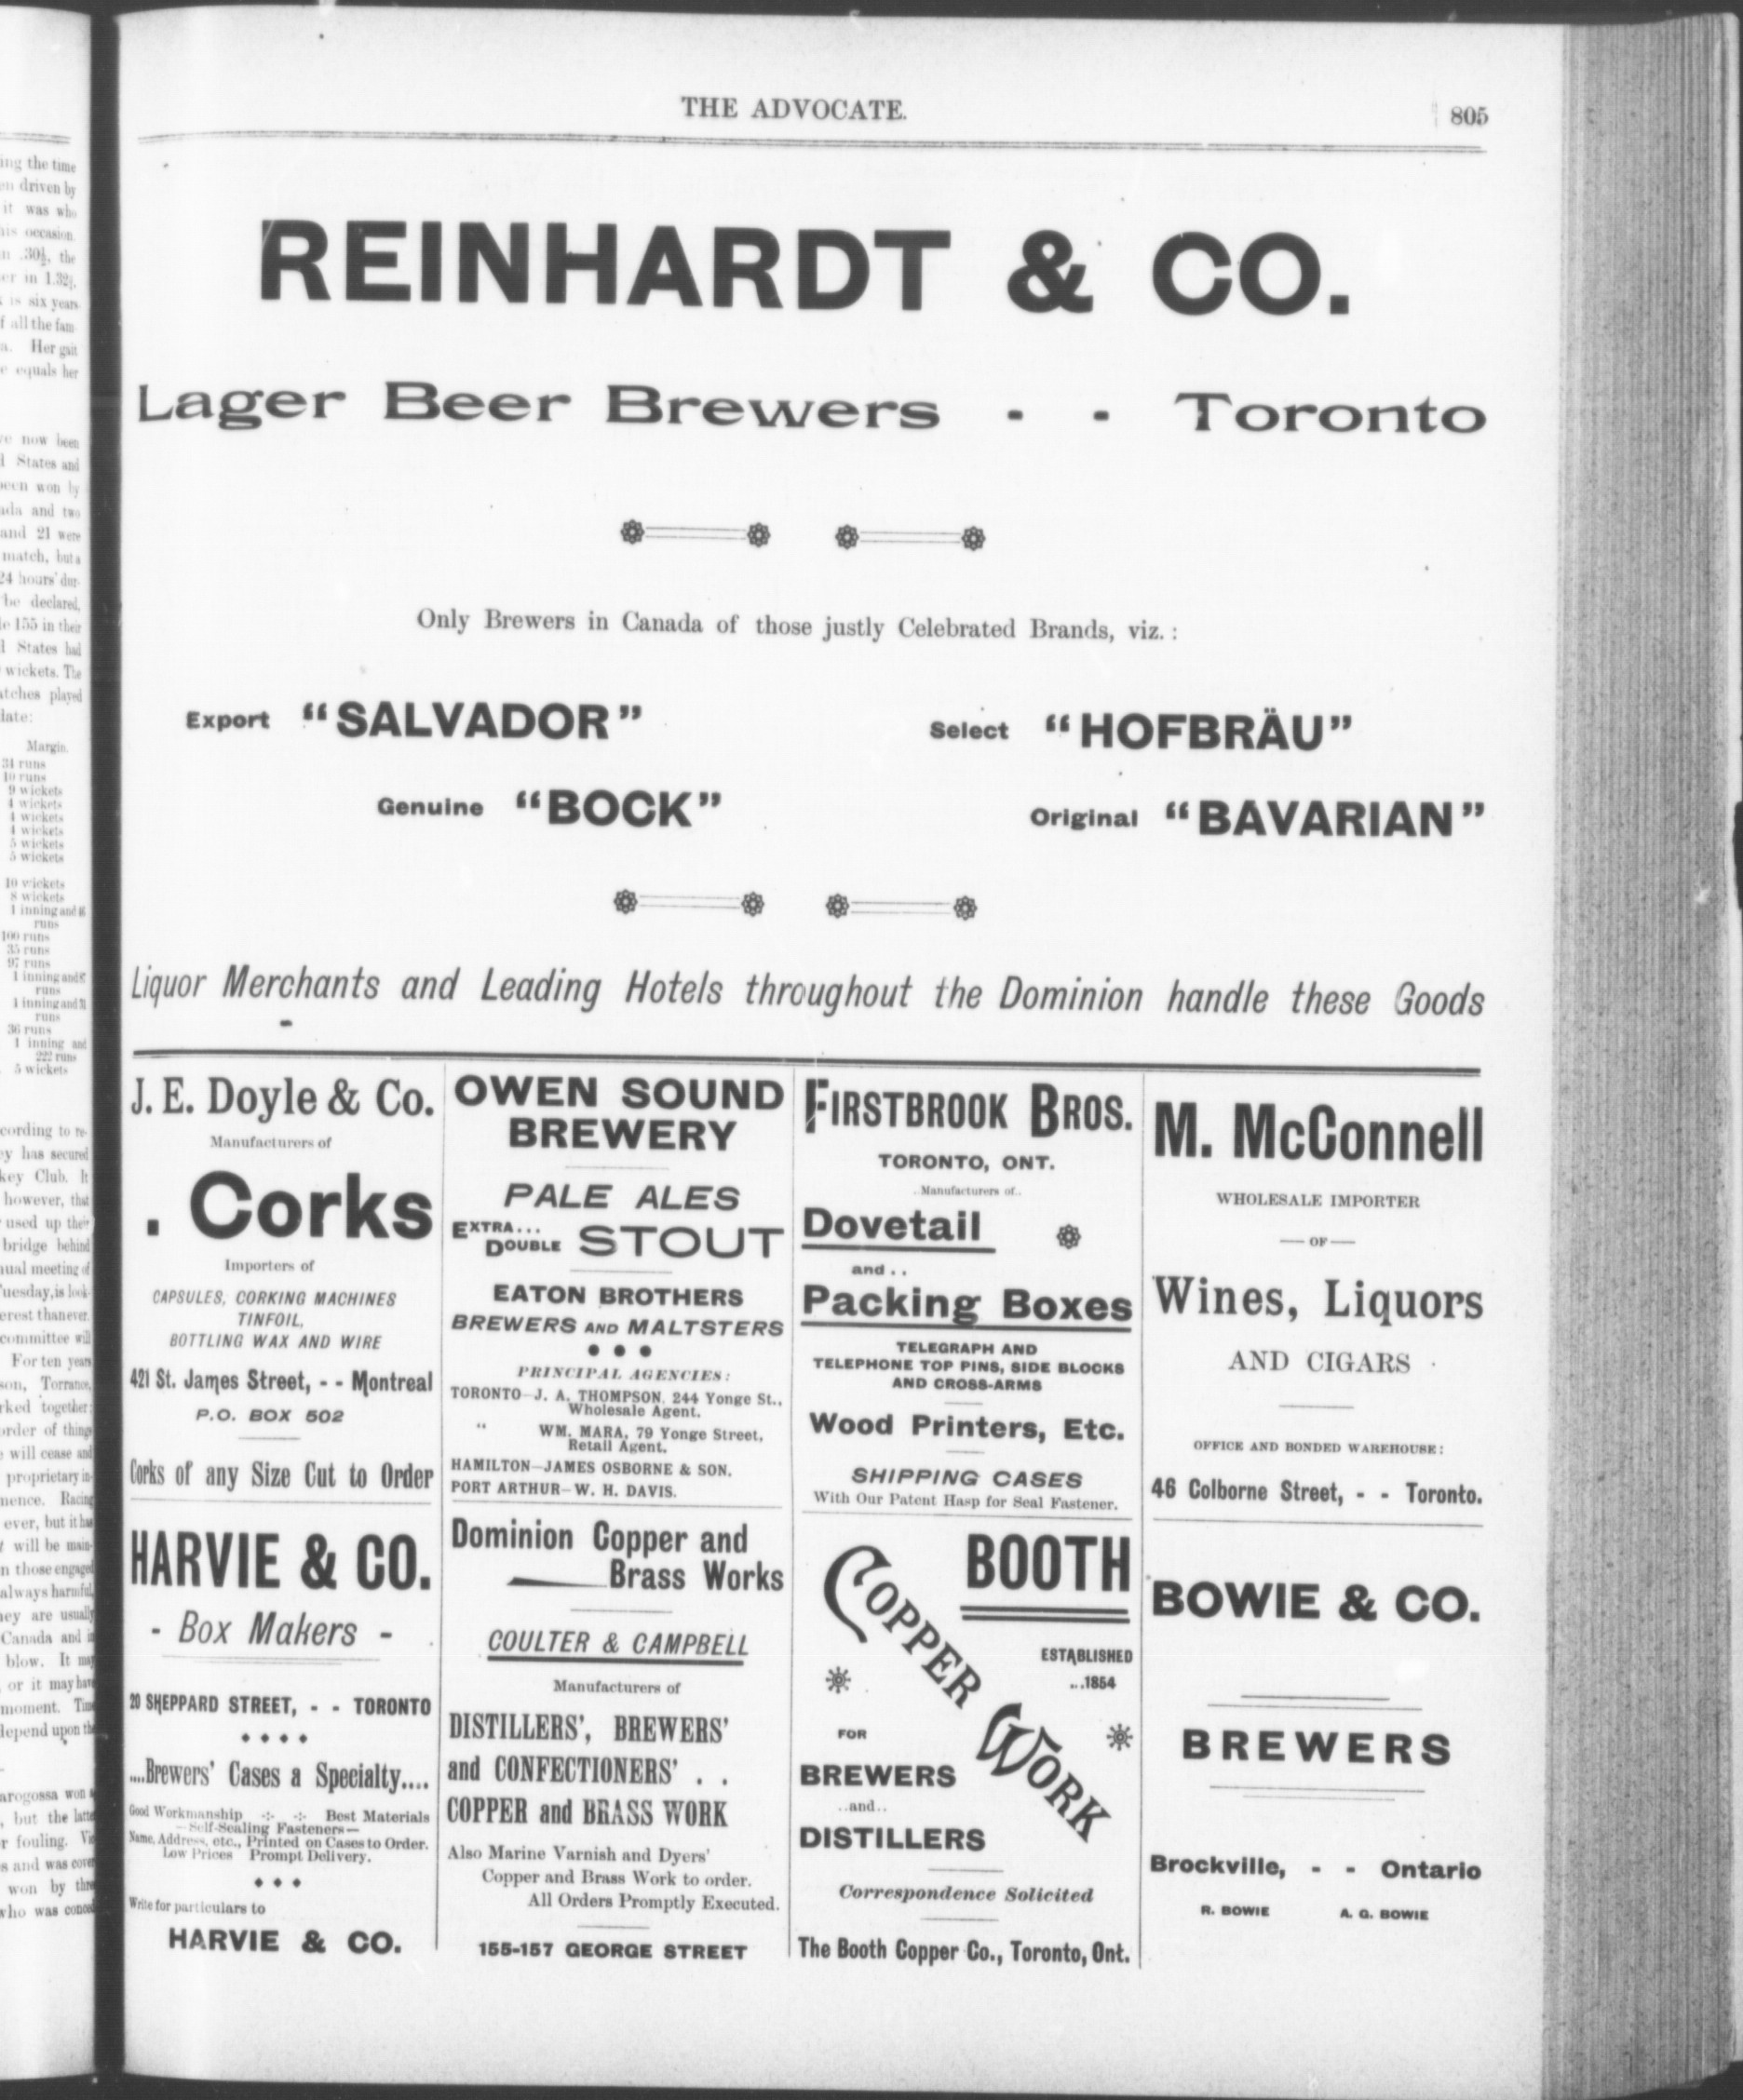 THE ADVOCATE. 805
REINHARDT & CO.
Lager Beer Brewers - - Toronto
Only Brewers in Canada of those justly Celebrated Brands, viz. :
Export "SALVADOR" Select "HOFBRÄU"
Genuine "BOCK" Original "BAVARIAN"
Liquor Merchants and Leading Hotels throughout the Dominion handle these Goods
J. E. Doyle & Co.
Manufacturers of
. Corks
Importers of
CAPSULES, CORKING MACHINES
TINFOIL,
BOTTLING WAX AND WIRE
421 St. James Street, - - Montreal
P.O. BOX 502
Corks of any Size Cut to Order
HARVIE & CO.
- Box Makers -
20 SHEPPARD STREET, - - TORONTO
....Brewers' Cases a Specialty....
Good Workmanship -:- -:- Best Materials
—Self-Sealing Fasteners—
Name, Address, etc., Printed on Cases to Order.
Low Prices Prompt Delivery.
Write for particulars to
HARVIE & CO.
OWEN SOUND
BREWERY
PALE ALES
EXTRA...
DOUBLE STOUT
EATON BROTHERS
BREWERS AND MALTSTERS
PRINCIPAL AGENCIES:
TORONTO—J. A. THOMPSON, 244 Yonge St.,
Wholesale Agent.
" WM. MARA, 79 Yonge Street,
Retail Agent.
HAMILTON—JAMES OSBORNE & SON.
PORT ARTHUR—W. H. DAVIS.
Dominion Copper and
Brass Works
COULTER & CAMPBELL
Manufacturers of
DISTILLERS', BREWERS'
and CONFECTIONERS' . .
COPPER and BRASS WORK
Also Marine Varnish and Dyers'
Copper and Brass Work to order.
All Orders Promptly Executed.
155-157 GEORGE STREET
FIRSTBROOK BROS.
TORONTO, ONT.
..Manufacturers of..
Dovetail
and . .
Packing Boxes
TELEGRAPH AND
TELEPHONE TOP PINS, SIDE BLOCKS
AND CROSS-ARMS
Wood Printers, Etc.
SHIPPING CASES
With Our Patent Hasp for Seal Fastener.
BOOTH
COPPER WORK
ESTABLISHED
...1854
FOR
BREWERS
..and..
DISTILLERS
Correspondence Solicited
The Booth Copper Co., Toronto, Ont.
M. McConnell
WHOLESALE IMPORTER
— OF —
Wines, Liquors
AND CIGARS
OFFICE AND BONDED WAREHOUSE:
46 Colborne Street, - - Toronto.
BOWIE & CO.
BREWERS
Brockville, - - Ontario
R. BOWIE A. G. BOWIE